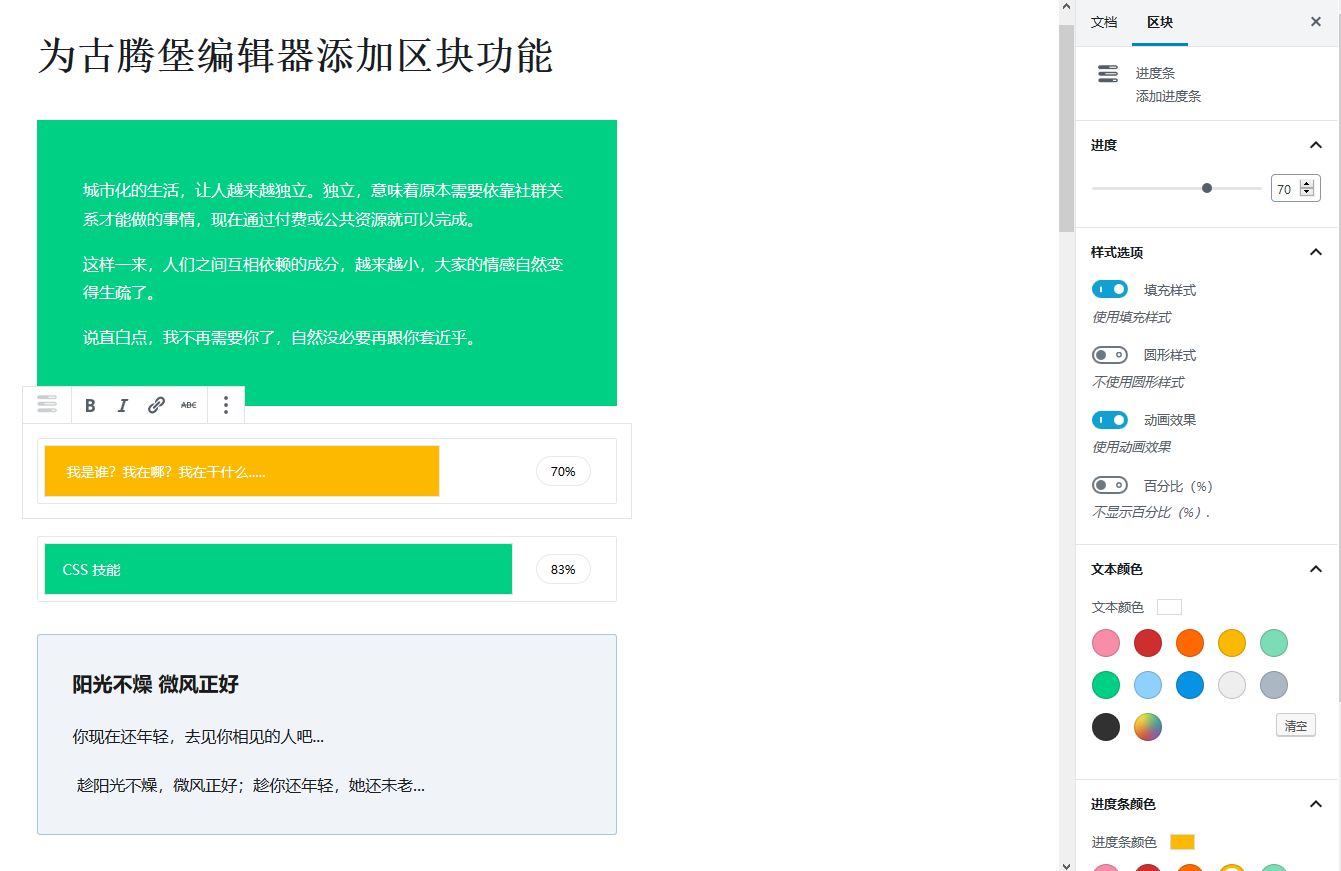 为古腾堡编辑器添加区块功能
城市化的生活，让人越来越独立。独立，意味着原本需要依靠社群关
系才能做的事情，现在通过付费或公共资源就可以完成。
这样一来，人们之间互相依赖的成分，越来越小，大家的情感自然变
得生疏了。
说直白点，我不再需要你了，自然没必要再跟你套近乎。
B I ABC
我是谁？我在哪？我在干什么.....
70%
CSS 技能
83%
阳光不燥 微风正好
你现在还年轻，去见你相见的人吧...
趁阳光不燥，微风正好；趁你还年轻，她还未老...
文档 区块
进度条
添加进度条
进度
70
样式选项
填充样式
使用填充样式
圆形样式
不使用圆形样式
动画效果
使用动画效果
百分比（%）
不显示百分比（%）.
文本颜色
文本颜色
清空
进度条颜色
进度条颜色